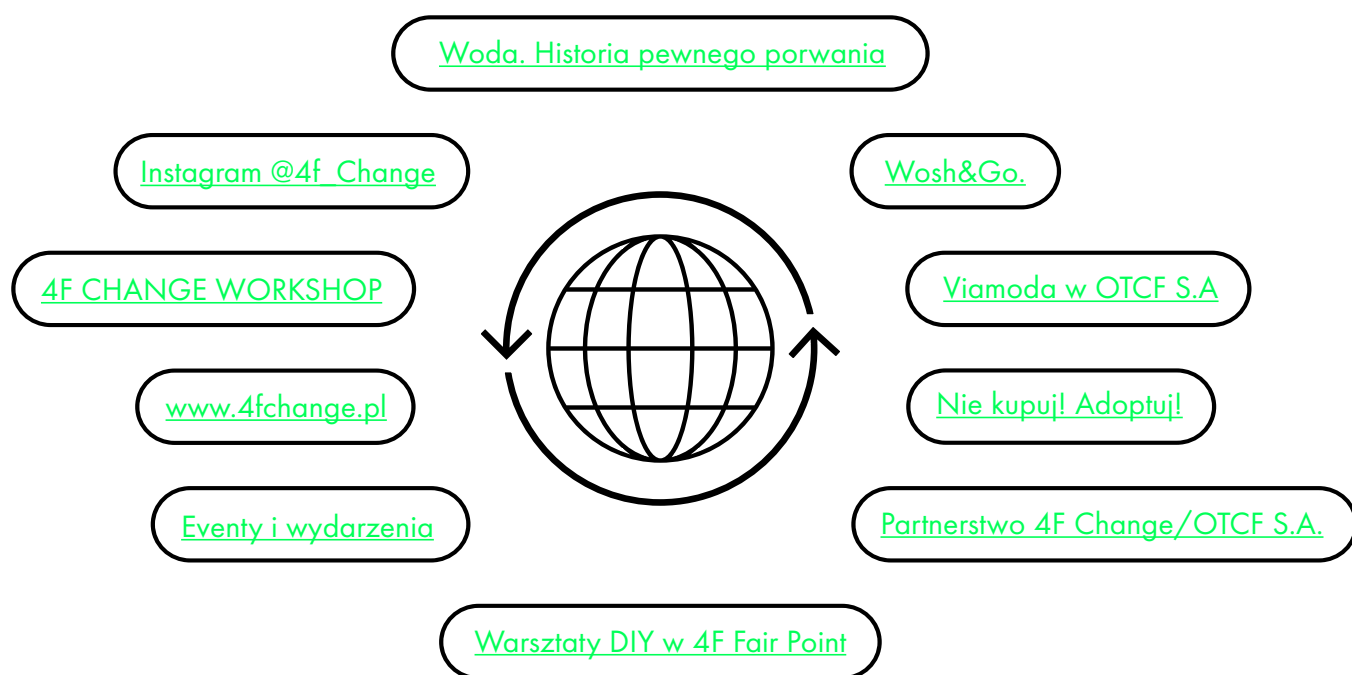 Woda. Historia pewnego porwania
Instagram @4f_Change
Wosh&Go.
4F CHANGE WORKSHOP
Viamoda w OTCF S.A
www.4fchange.pl
Nie kupuj! Adoptuj!
Eventy i wydarzenia
Partnerstwo 4F Change/OTCF S.A.
Warsztaty DIY w 4F Fair Point